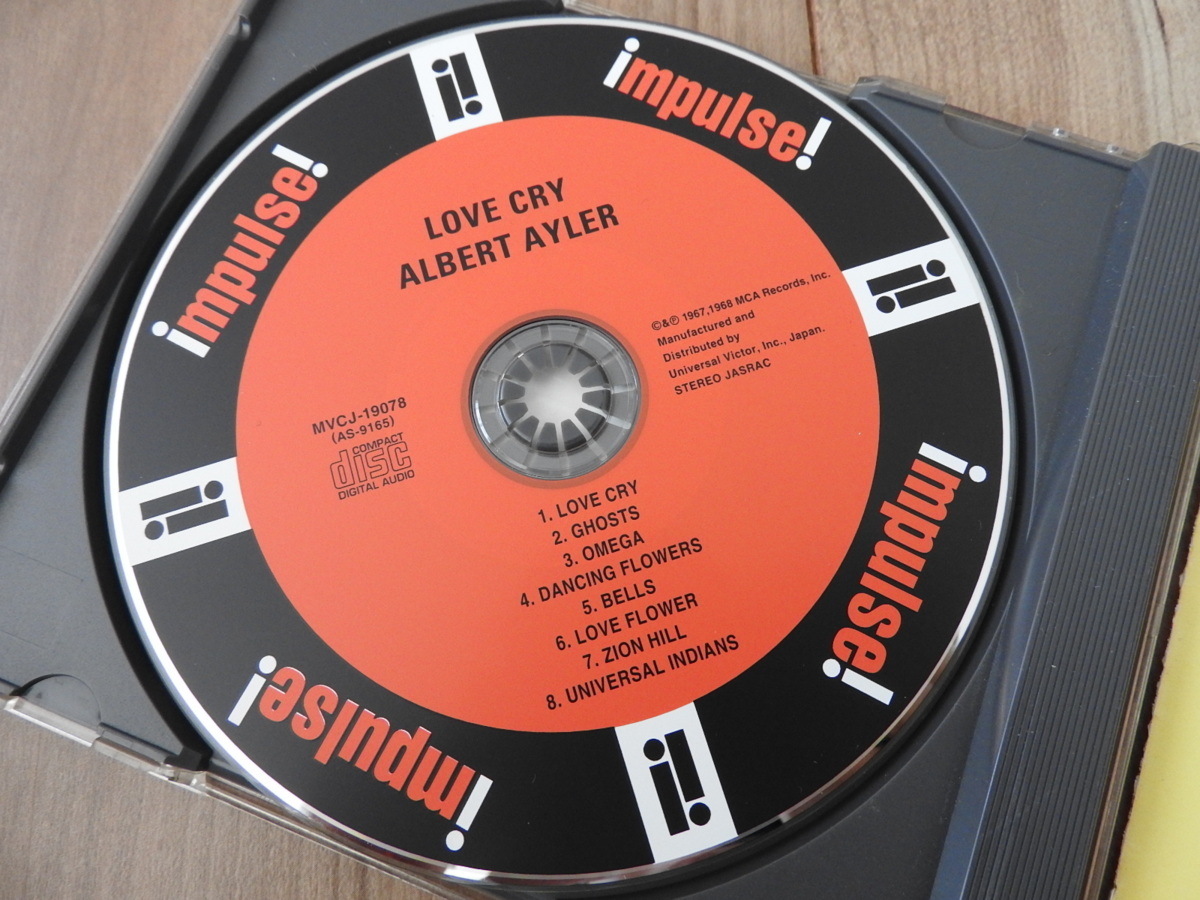 impulse!
impulse!
LOVE CRY
ALBERT AYLER
©&℗ 1967,1968 MCA Records, Inc.
Manufactured and
Distributed by
Universal Victor, Inc., Japan.
STEREO JASRAC
MVCJ-19078
(AS-9165)
COMPACT
disc
DIGITAL AUDIO
1. LOVE CRY
2. GHOSTS
3. OMEGA
4. DANCING FLOWERS
5. BELLS
6. LOVE FLOWER
7. ZION HILL
8. UNIVERSAL INDIANS
impulse!
impulse!